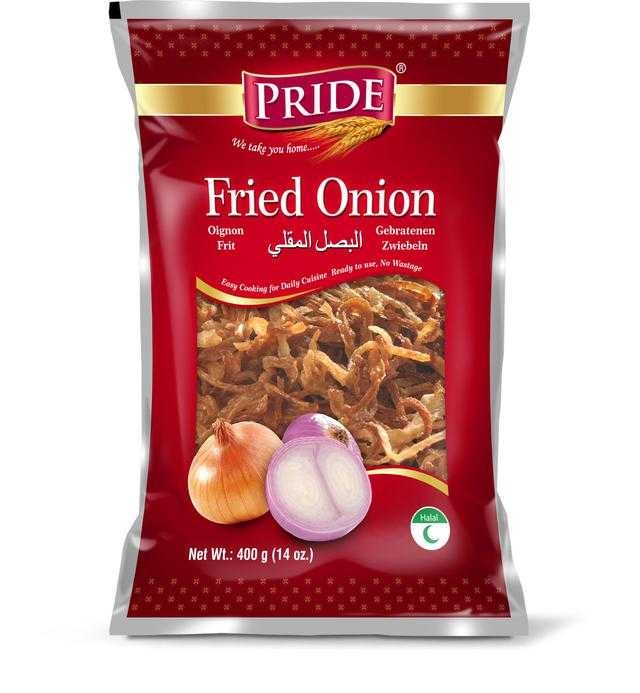 PRIDE®
We take you home.....
Fried Onion
Oignon
Frit
البصل المقلي
Gebratenen
Zwiebeln
Easy Cooking for Daily Cuisine Ready to use, No Wastage
Halal
Net Wt.: 400 g (14 oz.)